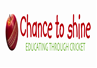 Chance to shine
EDUCATING THROUGH CRICKET